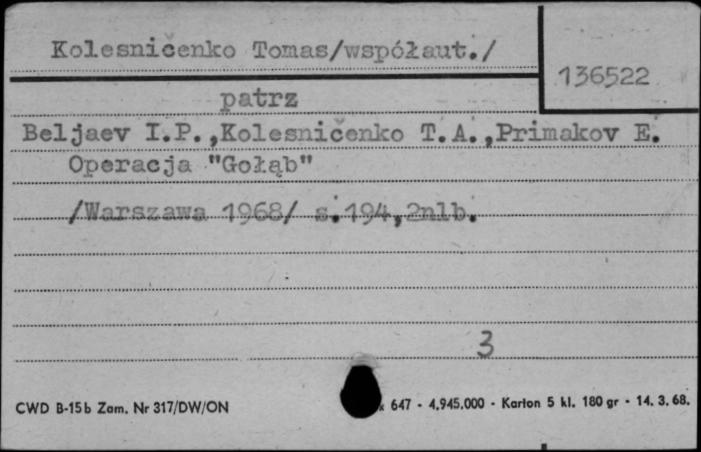 Kolesničenko Tomas/współaut./
136522
patrz
Beljaev I.P.,Kolesničenko T.A.,Primakov E.
Operacja "Gołąb"
/Warszawa 1968/ s.194,2nlb.
3
CWD B-15b Zam. Nr 317/DW/ON 647 - 4.945.000 - Karton 5 kl. 180 gr - 14. 3. 68.